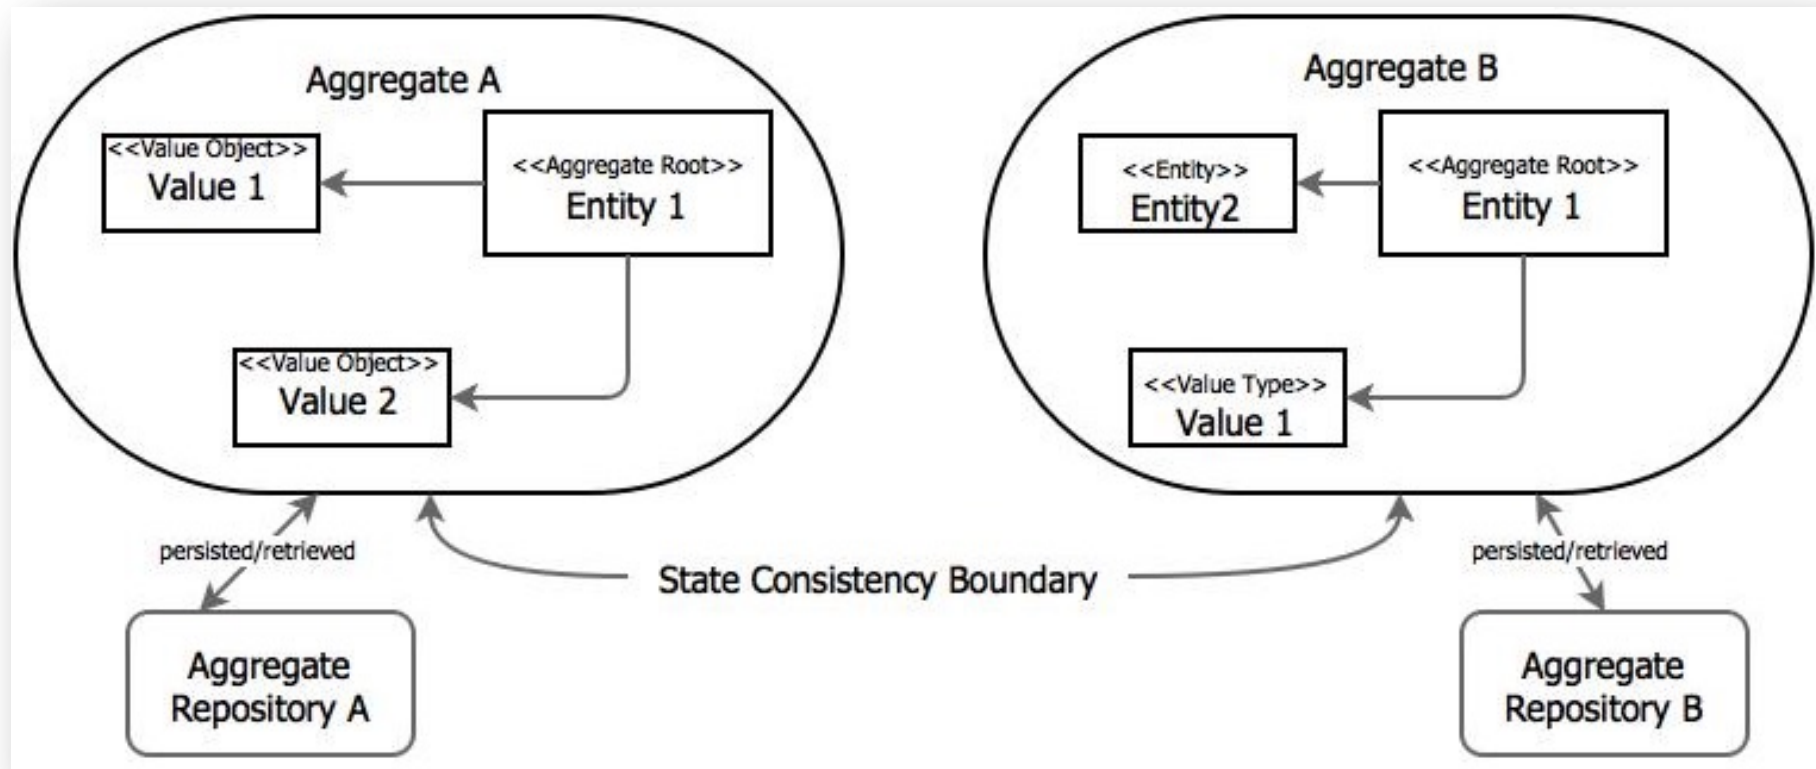 Aggregate A
<<Value Object>>
Value 1
<<Aggregate Root>>
Entity 1
<<Value Object>>
Value 2
persisted/retrieved
Aggregate
Repository A
State Consistency Boundary
Aggregate B
<<Entity>>
Entity2
<<Aggregate Root>>
Entity 1
<<Value Type>>
Value 1
persisted/retrieved
Aggregate
Repository B